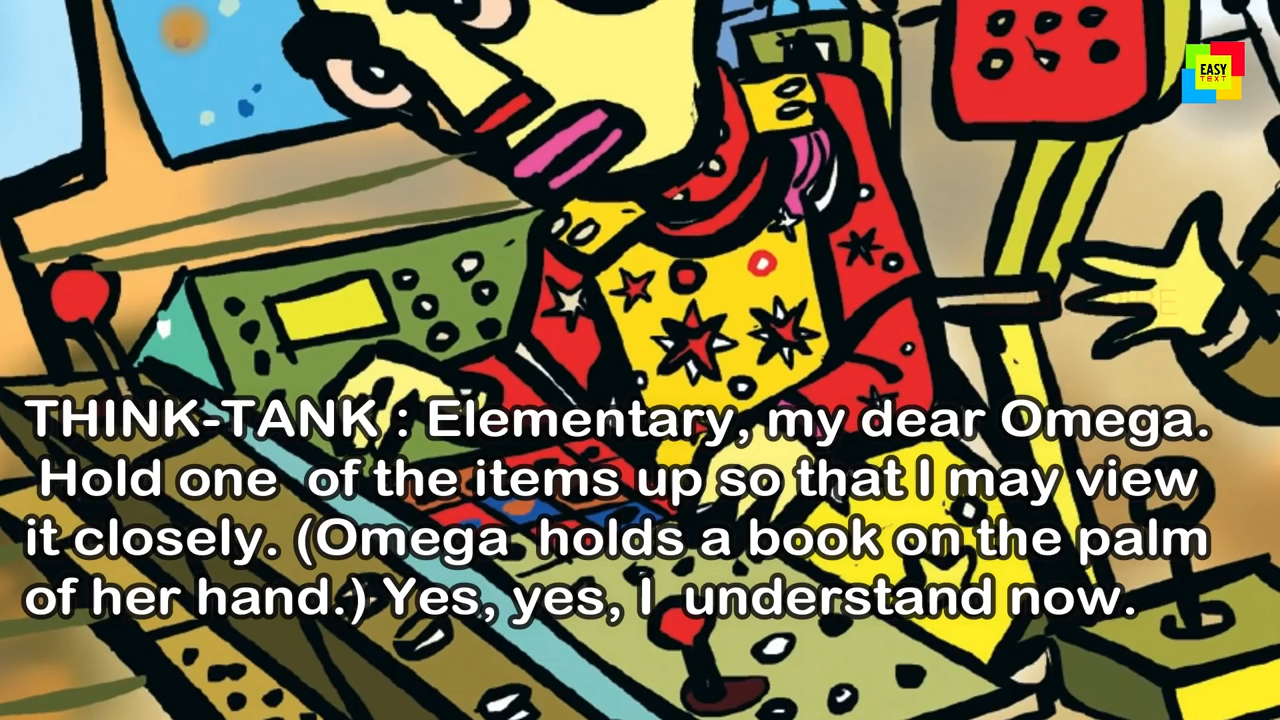 EASY
TEXT
THINK-TANK : Elementary, my dear Omega.
Hold one of the items up so that I may view
it closely. (Omega holds a book on the palm
of her hand.) Yes, yes, I understand now.